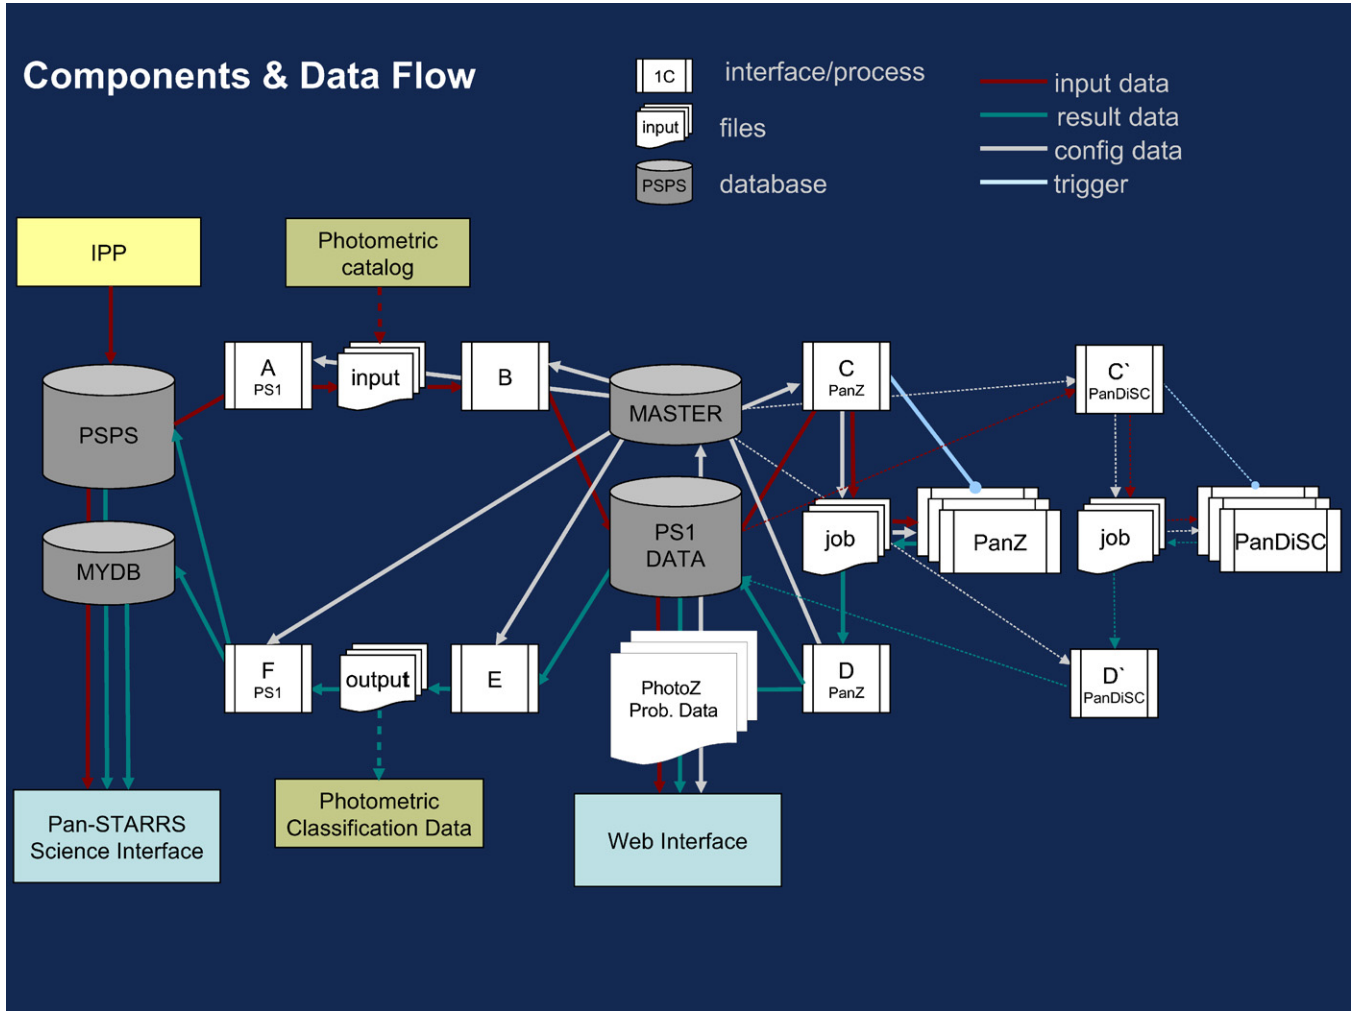 Components & Data Flow
1C
interface/process
input
files
PSPS
database
input data
result data
config data
trigger
IPP
Photometric
catalog
PSPS
A
PS1
input
B
MASTER
C
PanZ
C`
PanDiSC
PS1
DATA
job
PanZ
job
PanDiSC
MYDB
F
PS1
output
E
PhotoZ
Prob. Data
D
PanZ
D`
PanDiSC
Pan-STARRS
Science Interface
Photometric
Classification Data
Web Interface